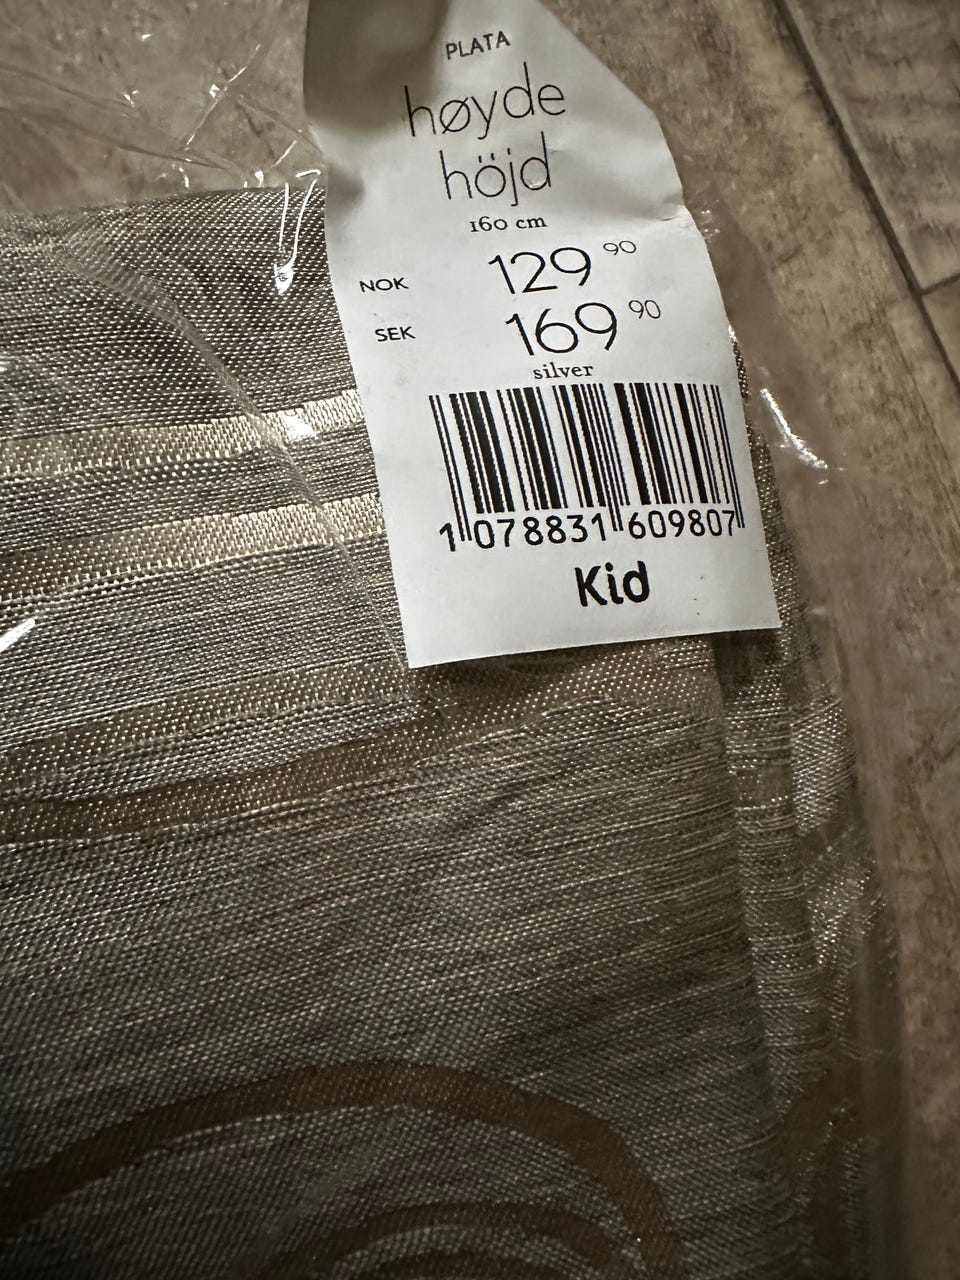 PLATA
høyde
höjd
160 cm
NOK 129 90
SEK 169 90
silver
1 078831 609807
Kid